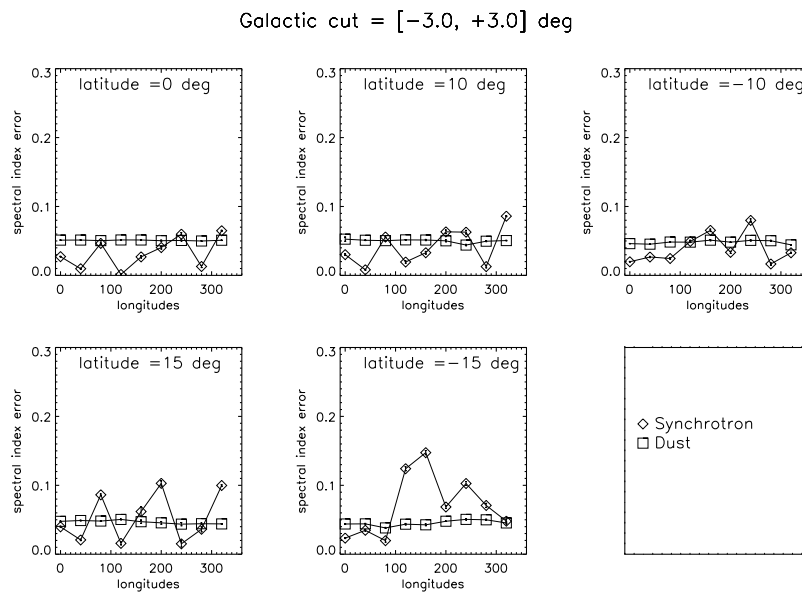 Galactic cut = [−3.0, +3.0] deg
0.3
0.2
0.1
0.0
spectral index error
latitude =0 deg
0 100 200 300
longitudes
0.3
0.2
0.1
0.0
spectral index error
latitude =10 deg
0 100 200 300
longitudes
0.3
0.2
0.1
0.0
spectral index error
latitude =−10 deg
0 100 200 300
longitudes
0.3
0.2
0.1
0.0
spectral index error
latitude =15 deg
0 100 200 300
longitudes
0.3
0.2
0.1
0.0
spectral index error
latitude =−15 deg
0 100 200 300
longitudes
Synchrotron
Dust